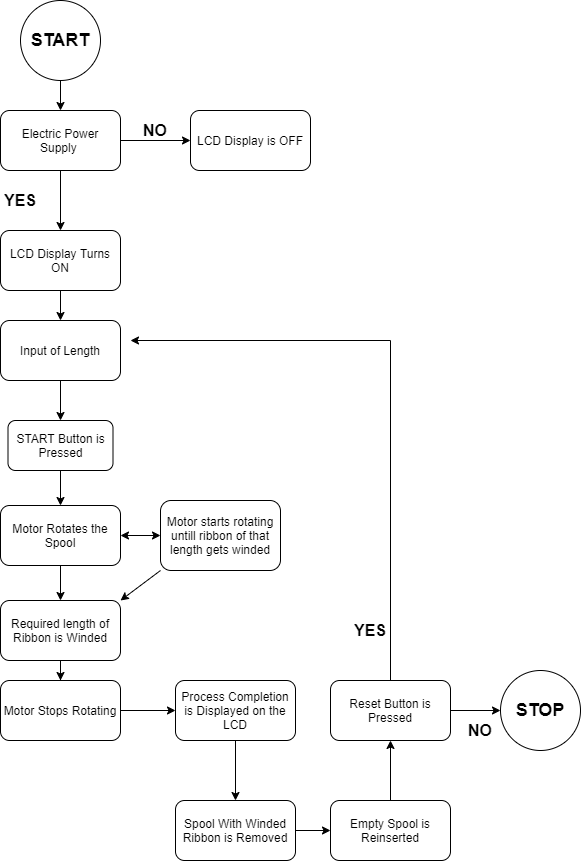 START
Electric Power
Supply
NO
LCD Display is OFF
YES
LCD Display Turns
ON
Input of Length
START Button is
Pressed
Motor Rotates the
Spool
Motor starts rotating
untill ribbon of that
length gets winded
Required length of
Ribbon is Winded
Motor Stops Rotating
Process Completion
is Displayed on the
LCD
Spool With Winded
Ribbon is Removed
Empty Spool is
Reinserted
Reset Button is
Pressed
YES
NO
STOP